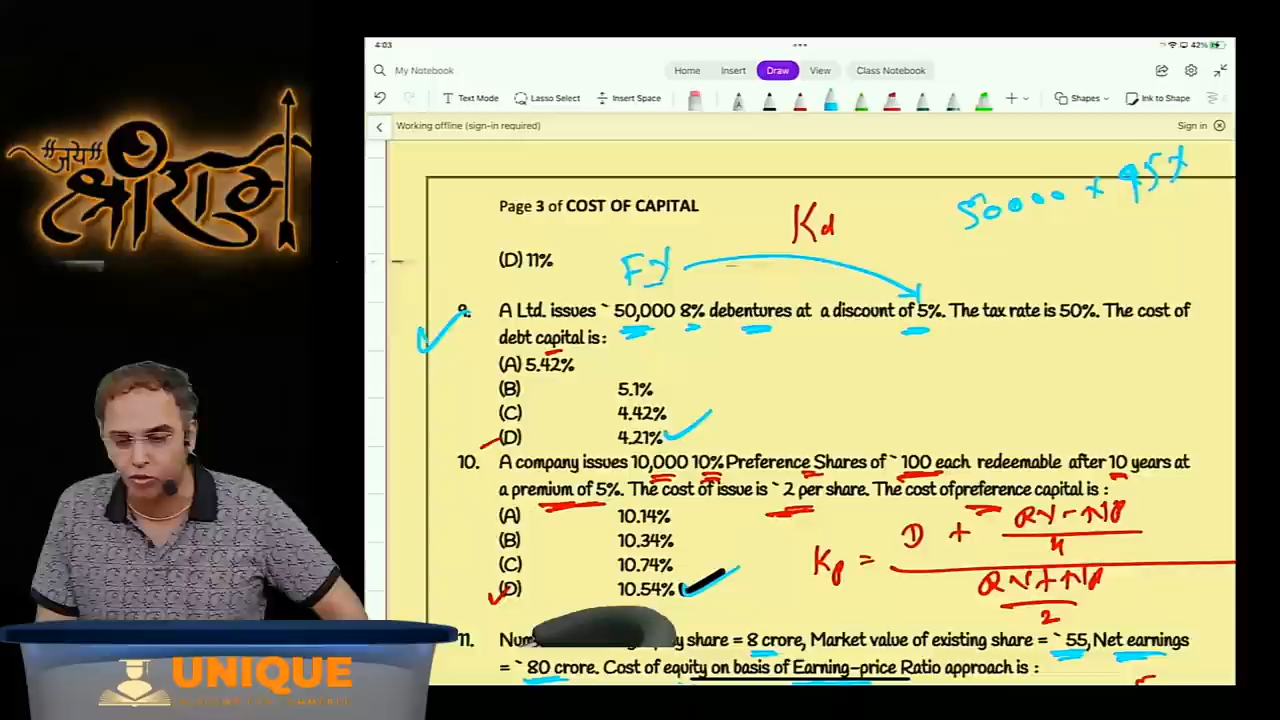 4:03
42%
My Notebook
Home Insert Draw View Class Notebook
Text Mode Lasso Select Insert Space Shapes Ink to Shape
Working offline (sign-in required) Sign in
"जय"
श्रीराम
50000 x 95%
Page 3 of COST OF CAPITAL
Kd
(D) 11%
FY
9. A Ltd. issues ` 50,000 8% debentures at a discount of 5%. The tax rate is 50%. The cost of
debt capital is:
(A) 5.42%
(B) 5.1%
(C) 4.42%
(D) 4.21%
10. A company issues 10,000 10% Preference Shares of ` 100 each redeemable after 10 years at
a premium of 5%. The cost of issue is ` 2 per share. The cost of preference capital is :
(A) 10.14%
(B) 10.34%
(C) 10.74%
(D) 10.54%
Kp = D + RV - NP
n
RV + NP
2
11. y share = 8 crore, Market value of existing share = ` 55, Net earnings
= ` 80 crore. Cost of equity on basis of Earning-price Ratio approach is :
UNIQUE